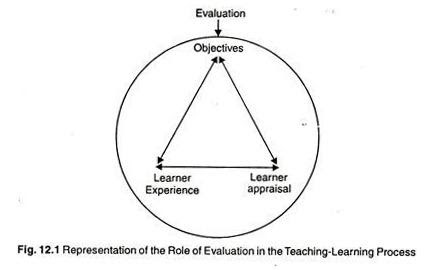 Evaluation
Objectives
Learner
Experience
Learner
appraisal
Fig. 12.1 Representation of the Role of Evaluation in the Teaching-Learning Process